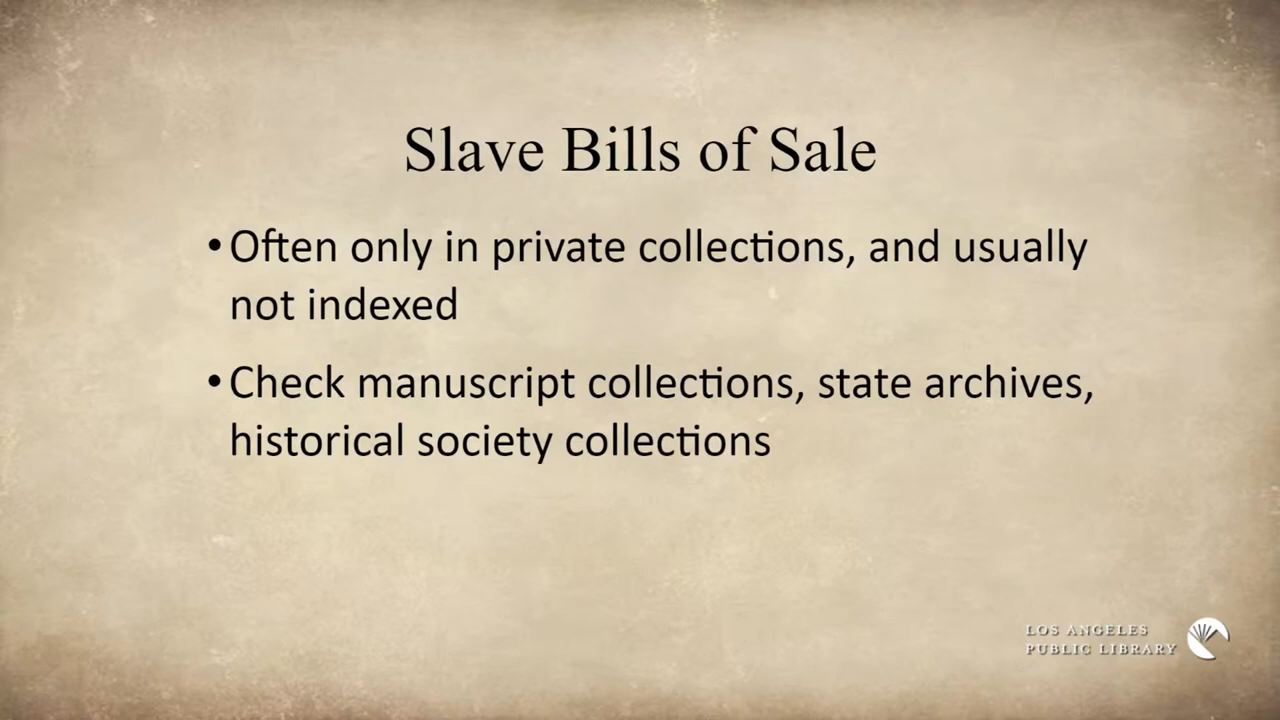 Slave Bills of Sale
•Often only in private collections, and usually
not indexed
•Check manuscript collections, state archives,
historical society collections
LOS ANGELES
PUBLIC LIBRARY